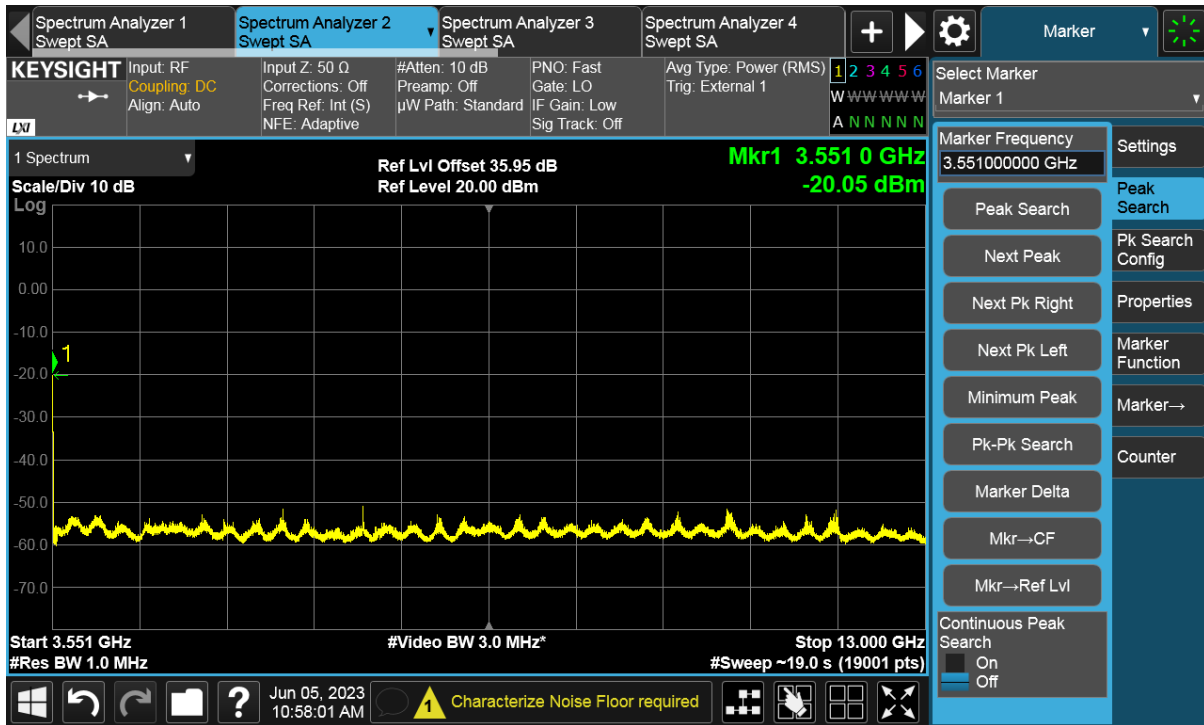 Spectrum Analyzer 1
Swept SA
Spectrum Analyzer 2
Swept SA
Spectrum Analyzer 3
Swept SA
Spectrum Analyzer 4
Swept SA
+
Marker
KEYSIGHT
LXI
Input: RF
Coupling: DC
Align: Auto
Input Z: 50 Ω
Corrections: Off
Freq Ref: Int (S)
NFE: Adaptive
#Atten: 10 dB
Preamp: Off
µW Path: Standard
PNO: Fast
Gate: LO
IF Gain: Low
Sig Track: Off
Avg Type: Power (RMS)
Trig: External 1
1 2 3 4 5 6
W W W W W W
A N N N N N
Select Marker
Marker 1
1 Spectrum
Scale/Div 10 dB
Log
Ref Lvl Offset 35.95 dB
Ref Level 20.00 dBm
Mkr1 3.551 0 GHz
-20.05 dBm
10.0
0.00
-10.0
-20.0
-30.0
-40.0
-50.0
-60.0
-70.0
1
Start 3.551 GHz
#Res BW 1.0 MHz
#Video BW 3.0 MHz*
Stop 13.000 GHz
#Sweep ~19.0 s (19001 pts)
Marker Frequency
3.551000000 GHz
Peak Search
Next Peak
Next Pk Right
Next Pk Left
Minimum Peak
Pk-Pk Search
Marker Delta
Mkr→CF
Mkr→Ref Lvl
Continuous Peak
Search
On
Off
Settings
Peak
Search
Pk Search
Config
Properties
Marker
Function
Marker→
Counter
?
Jun 05, 2023
10:58:01 AM
1
Characterize Noise Floor required